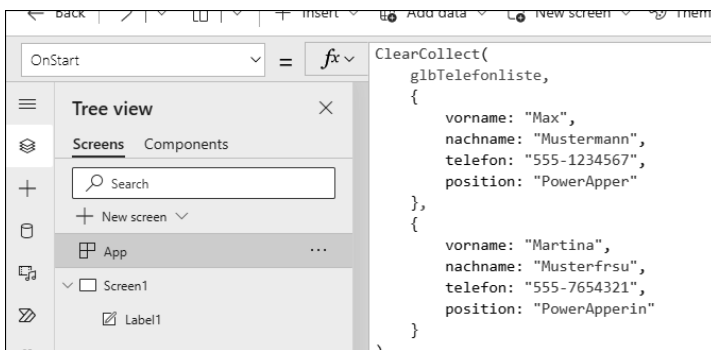 ← Back Insert Add data New screen Them
OnStart = fx
ClearCollect(
glbTelefonliste,
{
vorname: "Max",
nachname: "Mustermann",
telefon: "555-1234567",
position: "PowerApper"
},
{
vorname: "Martina",
nachname: "Musterfrsu",
telefon: "555-7654321",
position: "PowerApperin"
}
)
Tree view
Screens Components
Search
New screen
App ...
Screen1
Label1